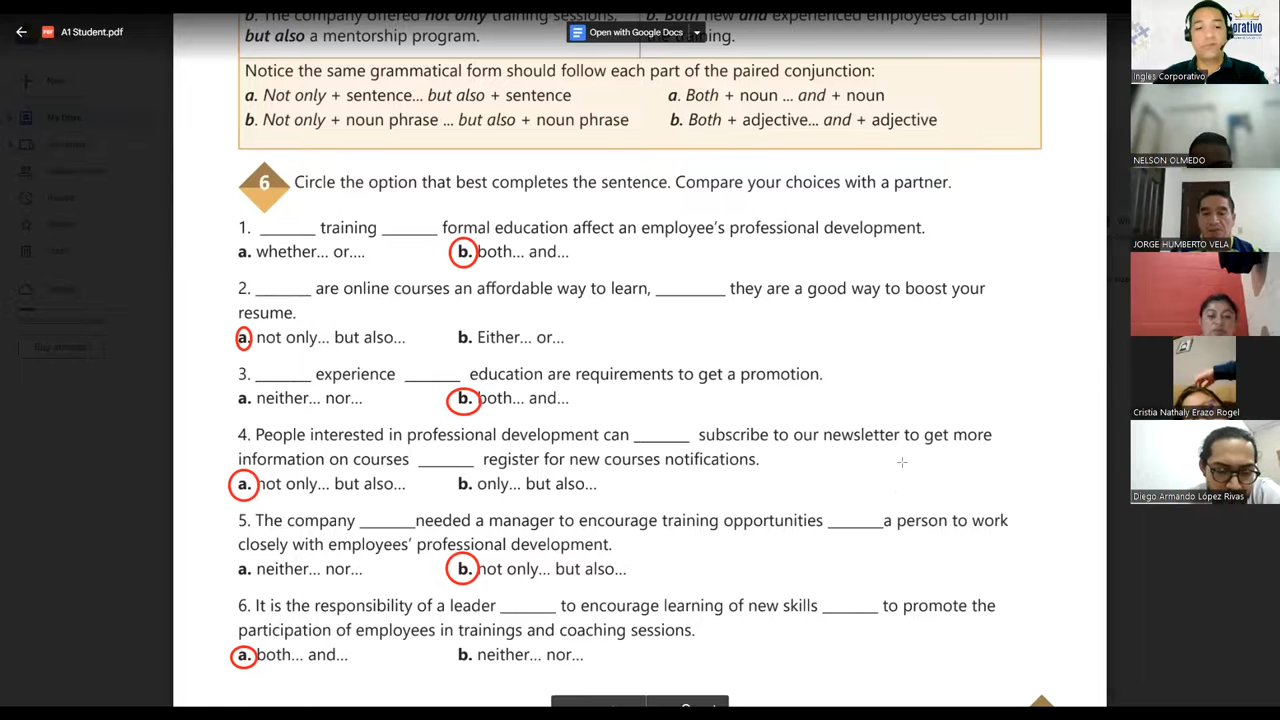 A1 Student.pdf
Open with Google Docs
b. The company offered not only training sessions,
but also a mentorship program.
b. Both new and experienced employees can join
training.
Notice the same grammatical form should follow each part of the paired conjunction:
a. Not only + sentence... but also + sentence
a. Both + noun ... and + noun
b. Not only + noun phrase ... but also + noun phrase
b. Both + adjective... and + adjective
6 Circle the option that best completes the sentence. Compare your choices with a partner.
1. _______ training _______ formal education affect an employee's professional development.
a. whether... or.... b. both... and...
2. _______ are online courses an affordable way to learn, _________ they are a good way to boost your
resume.
a. not only... but also... b. Either... or...
3. _______ experience _______ education are requirements to get a promotion.
a. neither... nor... b. both... and...
4. People interested in professional development can _______ subscribe to our newsletter to get more
information on courses _______ register for new courses notifications.
a. not only... but also... b. only... but also...
5. The company _______needed a manager to encourage training opportunities _______a person to work
closely with employees' professional development.
a. neither... nor... b. not only... but also...
6. It is the responsibility of a leader _______ to encourage learning of new skills _______ to promote the
participation of employees in trainings and coaching sessions.
a. both... and... b. neither... nor...
orativo
Ingles Corporativo
NELSON OLMEDO
JORGE HUMBERTO VELA
Cristia Nathaly Erazo Rogel
Diego Armando López Rivas